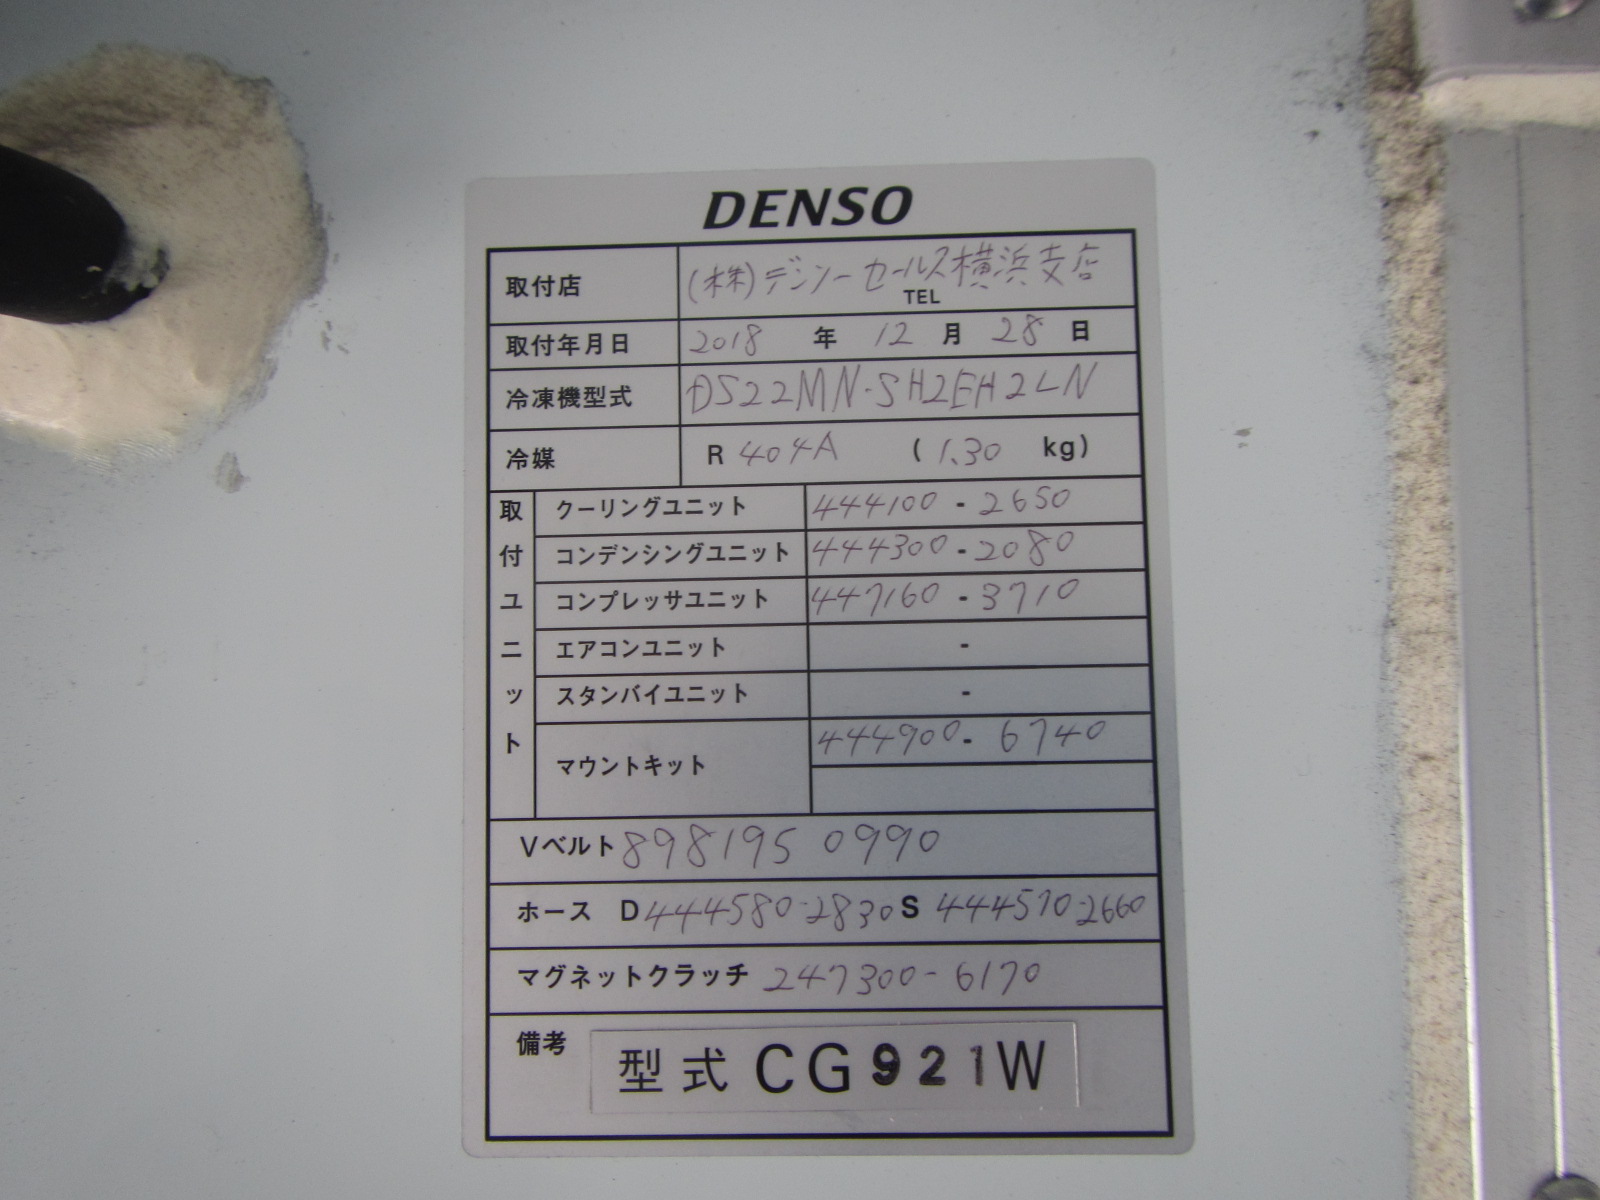 DENSO
取付店 (株)デンソーセールス横浜支店
TEL
取付年月日 2018 年 12 月 28 日
冷凍機型式 DS22MN-SH2EH2LN
冷媒 R 404A (1.30 kg)
取付ユニット
クーリングユニット 444100 - 2650
コンデンシングユニット 444300 - 2080
コンプレッサユニット 447160 - 3710
エアコンユニット -
スタンバイユニット -
マウントキット 444900 - 6740
Vベルト 8981950990
ホース D 444580-2830 S 444570-2660
マグネットクラッチ 247300-6170
備考 型式 CG921W